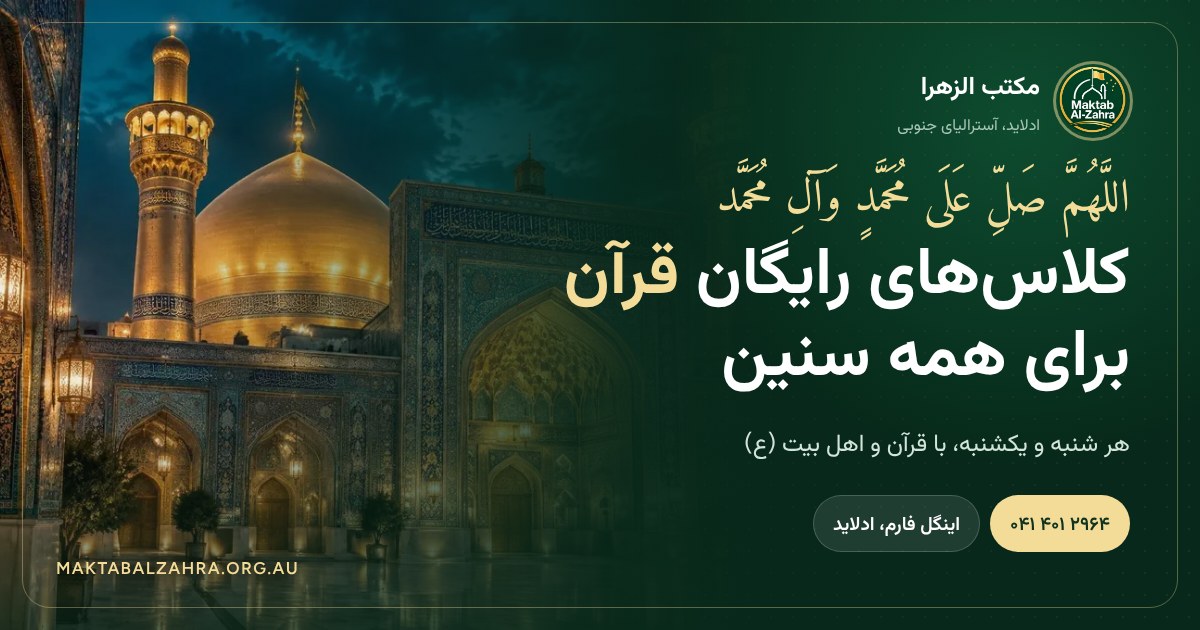 مکتب الزهرا
ادلاید، آسترالیای جنوبی
Maktab
Al-Zahra
اللَّهُمَّ صَلِّ عَلَى مُحَمَّدٍ وَآلِ مُحَمَّد
کلاس‌های رایگان قرآن
برای همه سنین
هر شنبه و یکشنبه، با قرآن و اهل بیت (ع)
۰۴۱ ۴۰۱ ۲۹۶۴
اینگل فارم، ادلاید
MAKTABALZAHRA.ORG.AU